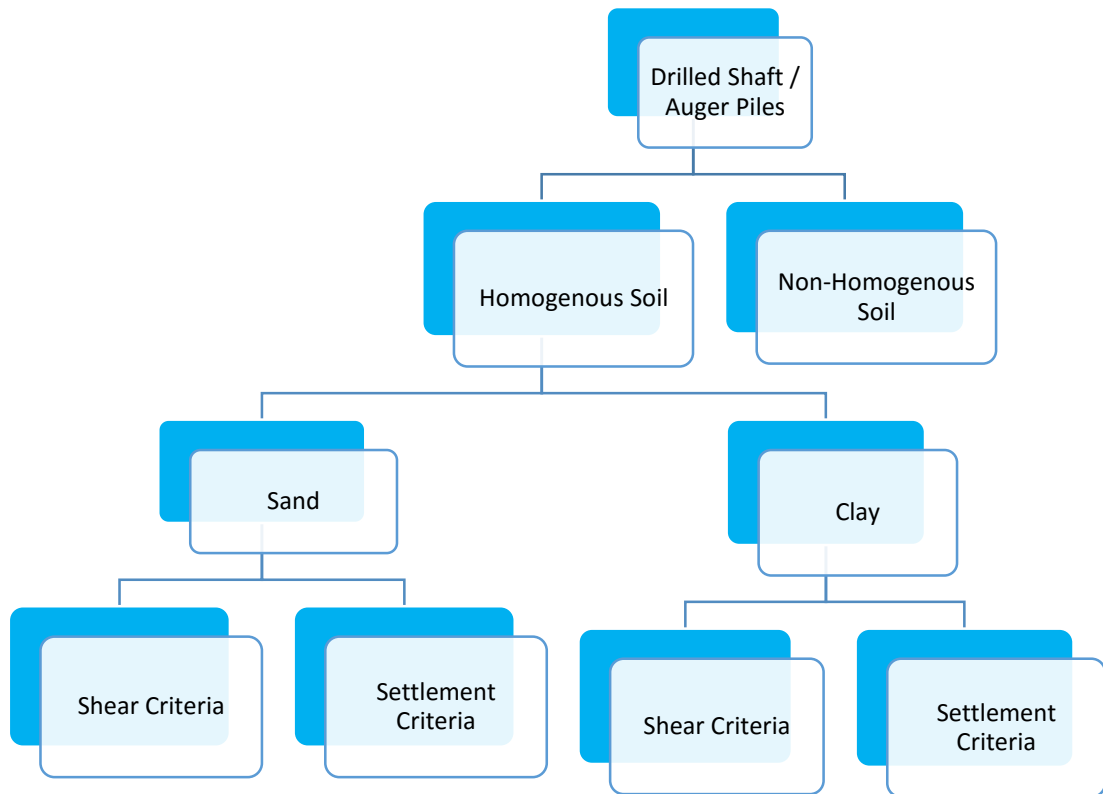 Drilled Shaft /
Auger Piles
Homogenous Soil
Non-Homogenous
Soil
Sand
Clay
Shear Criteria
Settlement
Criteria
Shear Criteria
Settlement
Criteria